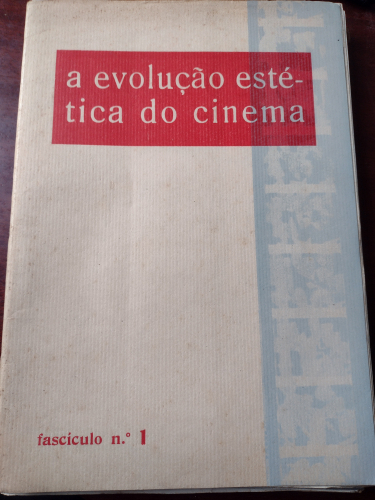 a evolução esté-
tica do cinema
fascículo n.° 1